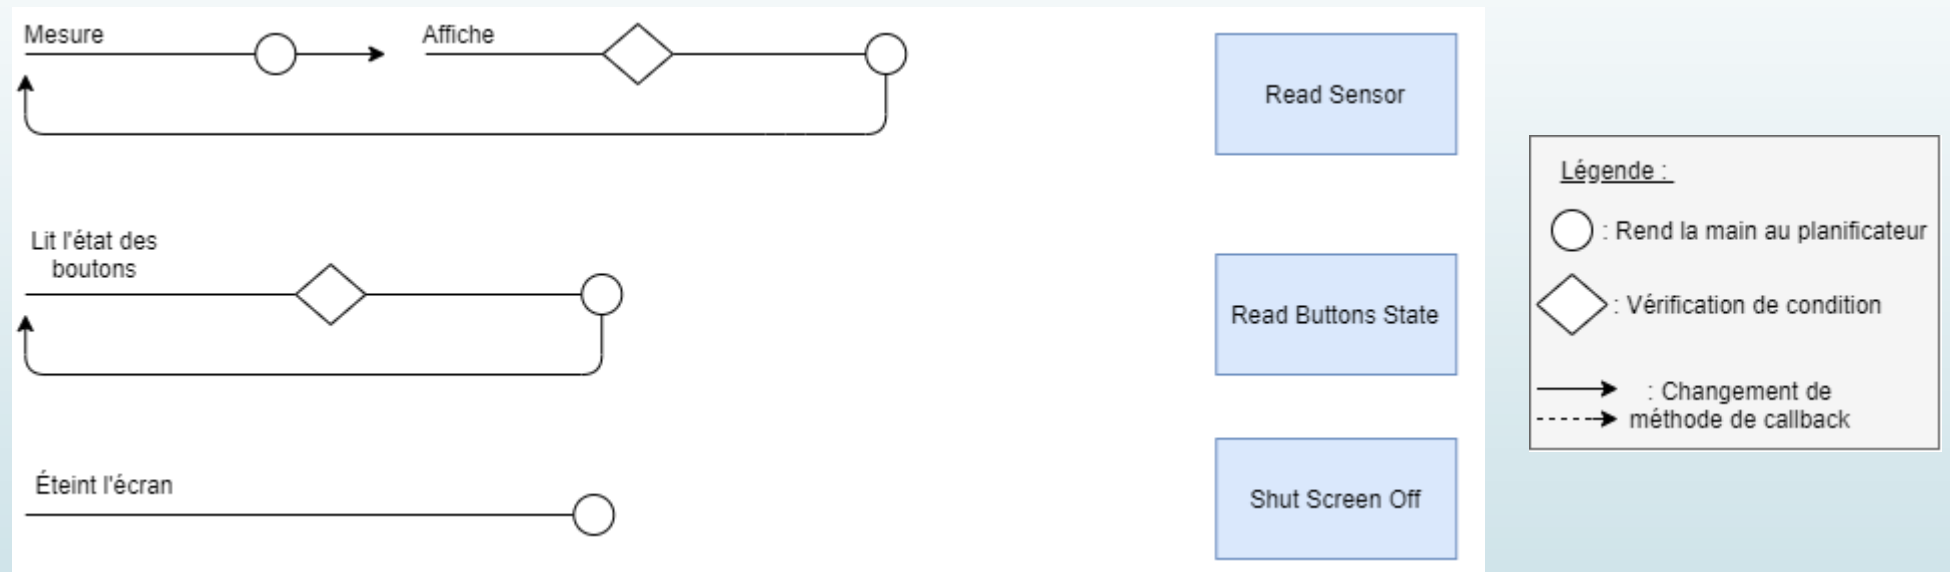 Mesure
Affiche
Read Sensor
Lit l'état des
boutons
Read Buttons State
Éteint l'écran
Shut Screen Off
Légende :
: Rend la main au planificateur
: Vérification de condition
: Changement de
méthode de callback